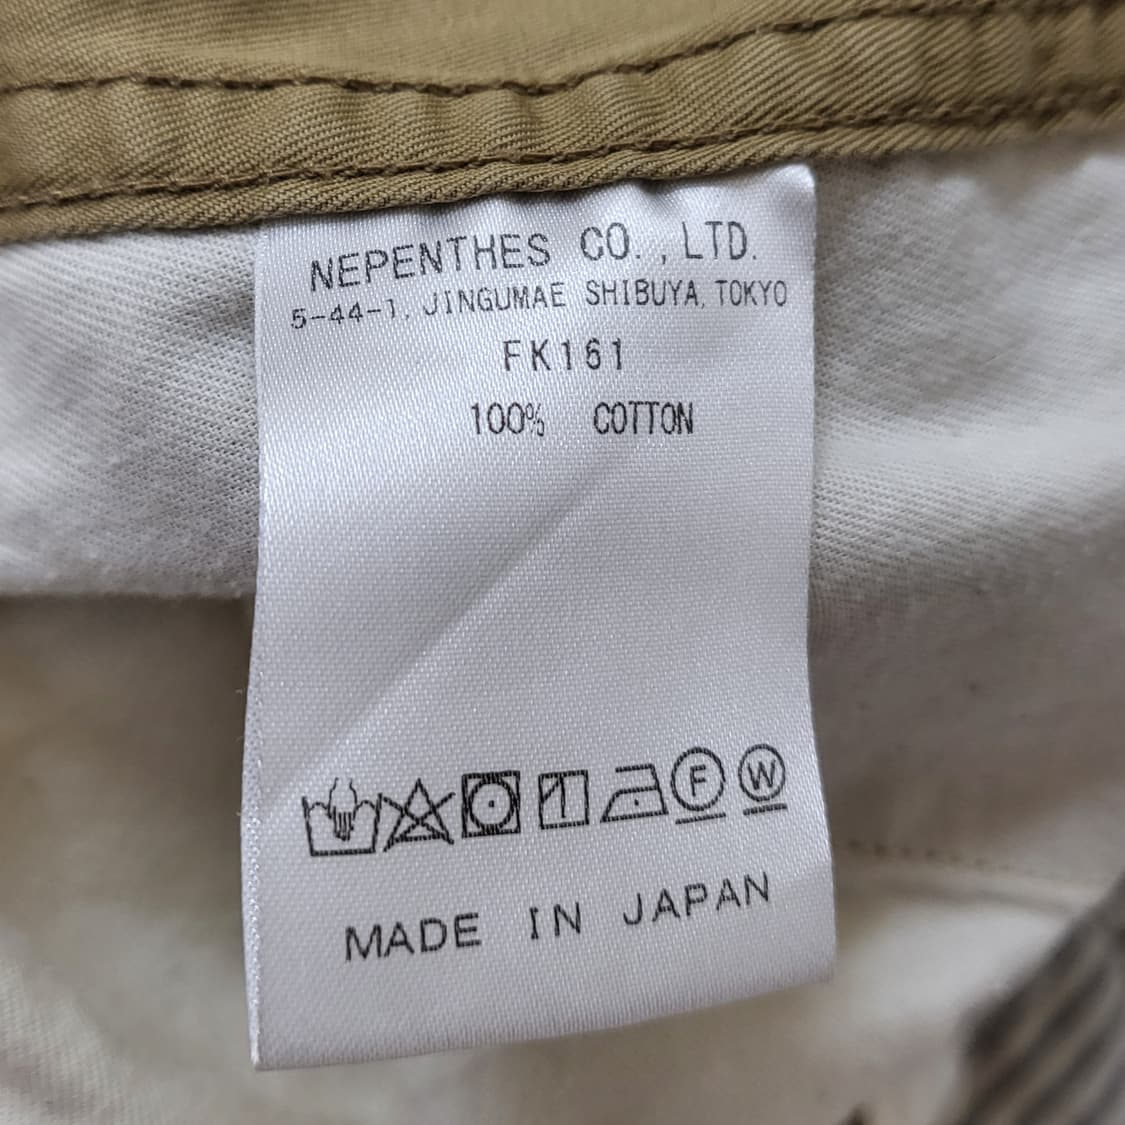 NEPENTHES CO.,LTD.
5-44-1, JINGUMAE SHIBUYA, TOKYO
FK161
100% COTTON
F W
MADE IN JAPAN